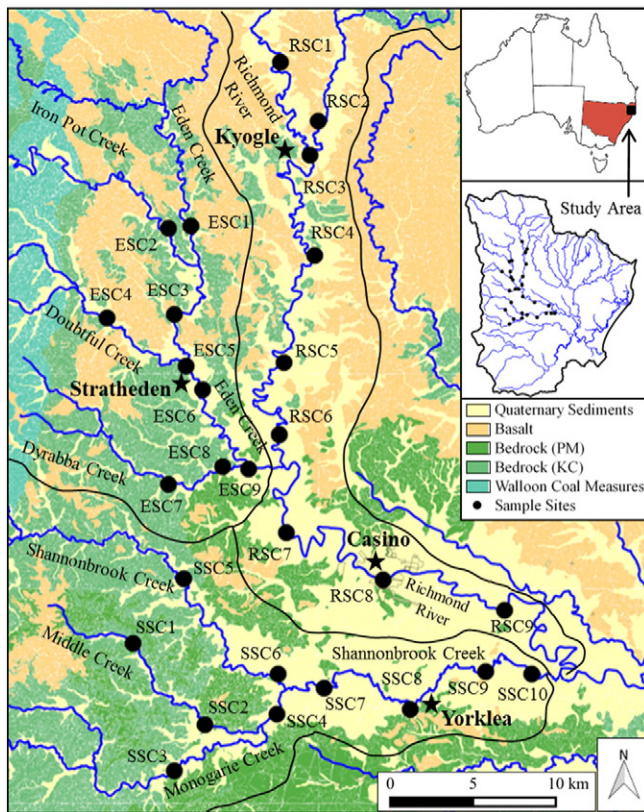 RSC1
Richmond
River
RSC2
Iron Pot Creek
Eden Creek
Kyogle
RSC3
ESC2
ESC1
RSC4
ESC4
ESC3
Doubtful Creek
ESC5
RSC5
Stratheden
ESC6
Eden Creek
RSC6
Dyrabba Creek
ESC8
ESC7
ESC9
RSC7
Casino
Shannonbrook Creek
SSC5
RSC8
Richmond
River
RSC9
Middle Creek
SSC1
SSC6
Shannonbrook Creek
SSC2
SSC4
SSC7
SSC8
SSC9
SSC10
Yorklea
SSC3
Monogarie Creek
0 5 10 km
N
Study Area
Quaternary Sediments
Basalt
Bedrock (PM)
Bedrock (KC)
Walloon Coal Measures
Sample Sites